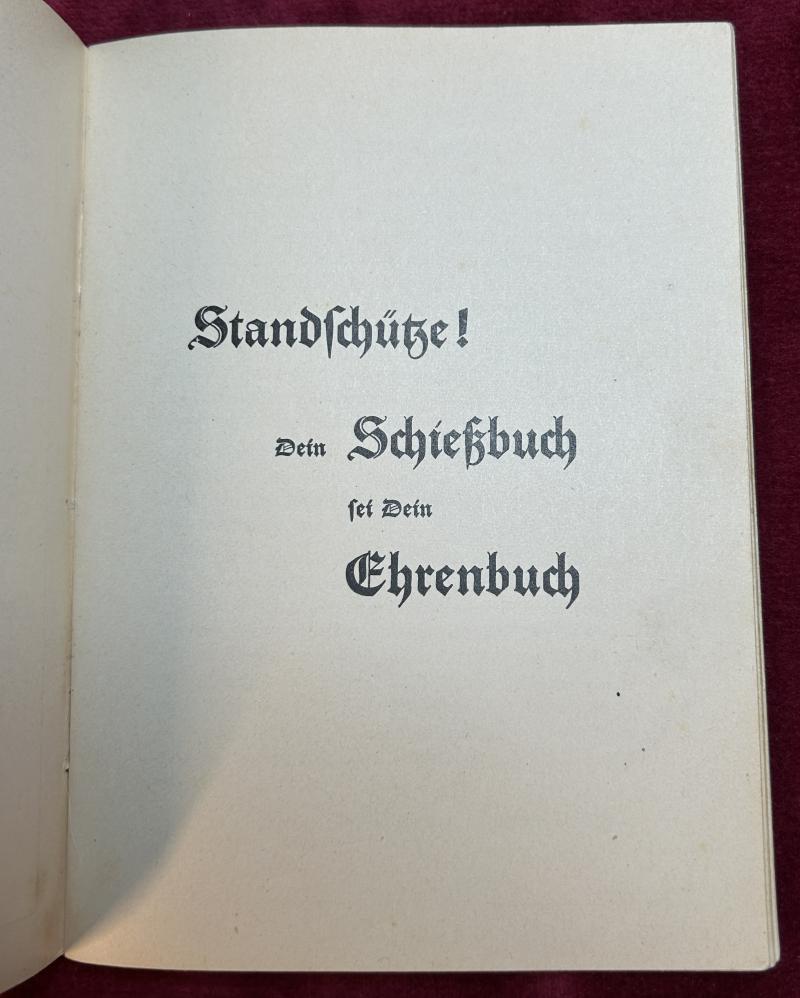 Standſchütze!
Dein Schießbuch
ſei Dein
Ehrenbuch